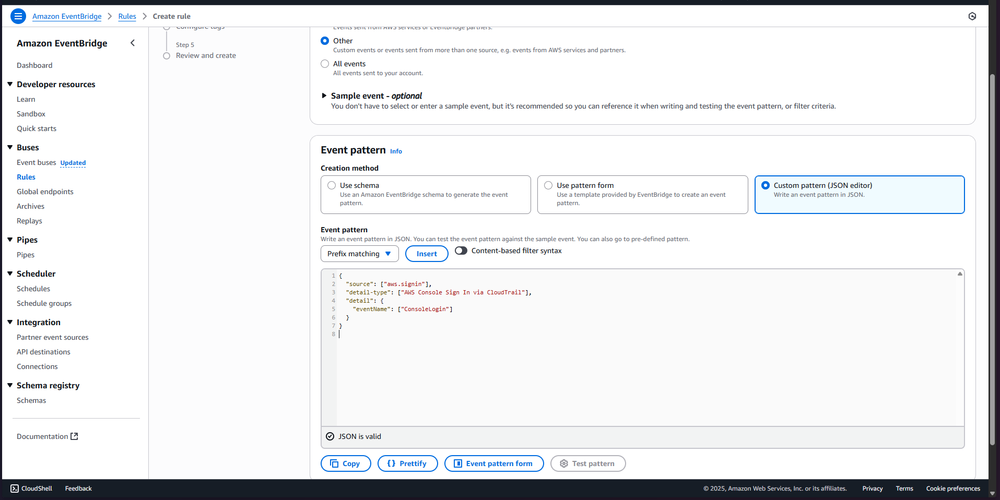 Amazon EventBridge
Rules
Create rule
Amazon EventBridge
Dashboard
Developer resources
Learn
Sandbox
Quick starts
Buses
Event buses Updated
Rules
Global endpoints
Archives
Replays
Pipes
Pipes
Scheduler
Schedules
Schedule groups
Integration
Partner event sources
API destinations
Connections
Schema registry
Schemas
Documentation
Configure tags
Step 5
Review and create
Events sent from AWS services or EventBridge partners.
Other
Custom events or events sent from more than one source, e.g. events from AWS services and partners.
All events
All events sent to your account.
Sample event - optional
You don't have to select or enter a sample event, but it's recommended so you can reference it when writing and testing the event pattern, or filter criteria.
Event pattern Info
Creation method
Use schema
Use an Amazon EventBridge schema to generate the event
pattern.
Use pattern form
Use a template provided by EventBridge to create an event
pattern.
Custom pattern (JSON editor)
Write an event pattern in JSON.
Event pattern
Write an event pattern in JSON. You can test the event pattern against the sample event. You can also go to pre-defined pattern.
Prefix matching
Insert
Content-based filter syntax
1 {
2 "source": ["aws.signin"],
3 "detail-type": ["AWS Console Sign In via CloudTrail"],
4 "detail": {
5 "eventName": ["ConsoleLogin"]
6 }
7 }
8
JSON is valid
Copy
{} Prettify
Event pattern form
Test pattern
CloudShell
Feedback
© 2025, Amazon Web Services, Inc. or its affiliates.
Privacy
Terms
Cookie preferences